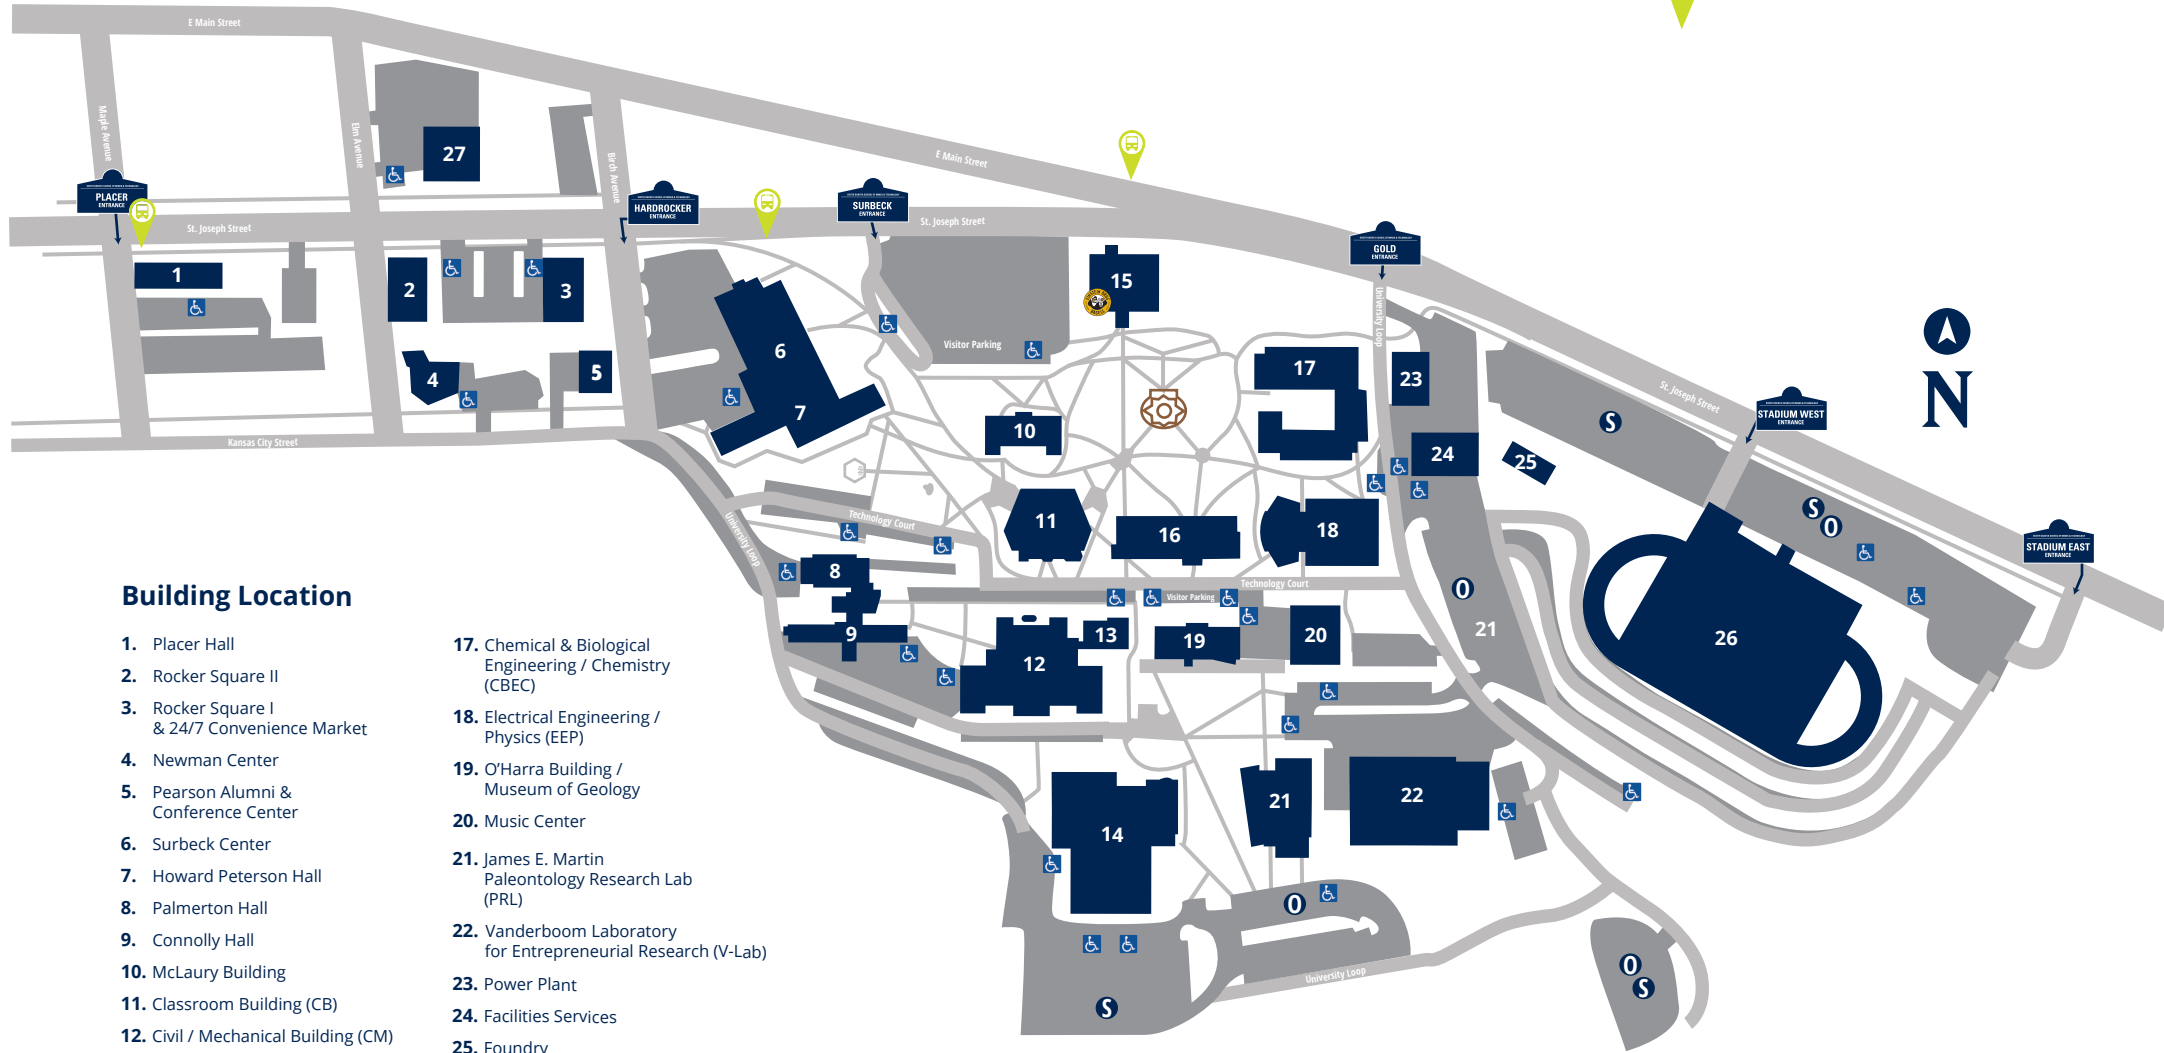 E Main Street
Maple Avenue
Elm Avenue
Birth Avenue
27
E Main Street
PLACER
ENTRANCE
HARDROCKER
ENTRANCE
SURBECK
ENTRANCE
St. Joseph Street
St. Joseph Street
GOLD
ENTRANCE
1
2
3
15
University Loop
Visitor Parking
6
4
5
17
23
7
10
St. Joseph Street
STADIUM WEST
ENTRANCE
N
S
Kansas City Street
24
25
Technology Court
University Loop
11
16
18
S
O
STADIUM EAST
ENTRANCE
8
Technology Court
Visitor Parking
O
9
13
12
19
20
21
26
14
21
22
O
S
University Loop
O
S
Building Location
1. Placer Hall
2. Rocker Square II
3. Rocker Square I
& 24/7 Convenience Market
4. Newman Center
5. Pearson Alumni &
Conference Center
6. Surbeck Center
7. Howard Peterson Hall
8. Palmerton Hall
9. Connolly Hall
10. McLaury Building
11. Classroom Building (CB)
12. Civil / Mechanical Building (CM)
17. Chemical & Biological
Engineering / Chemistry
(CBEC)
18. Electrical Engineering /
Physics (EEP)
19. O'Harra Building /
Museum of Geology
20. Music Center
21. James E. Martin
Paleontology Research Lab
(PRL)
22. Vanderboom Laboratory
for Entrepreneurial Research (V-Lab)
23. Power Plant
24. Facilities Services
25. Foundry